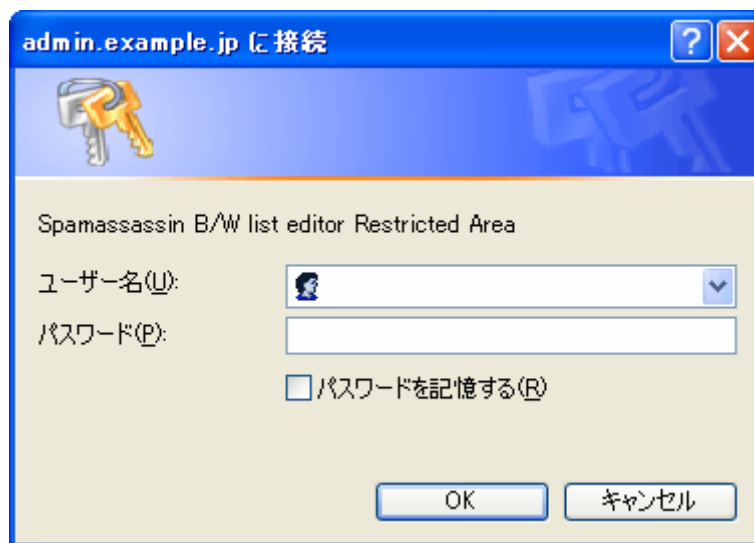 admin.example.jp に接続
Spamassassin B/W list editor Restricted Area
ユーザー名(U):
パスワード(P):
パスワードを記憶する(R)
OK キャンセル